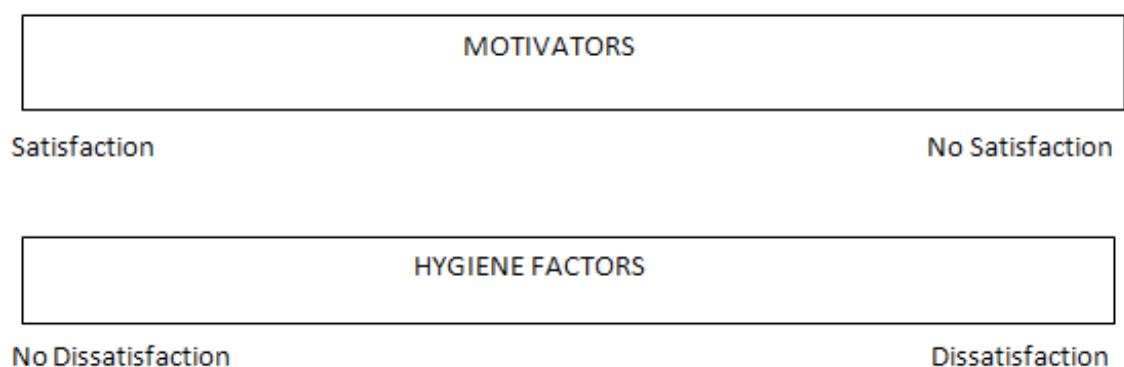 MOTIVATORS
Satisfaction No Satisfaction
HYGIENE FACTORS
No Dissatisfaction Dissatisfaction